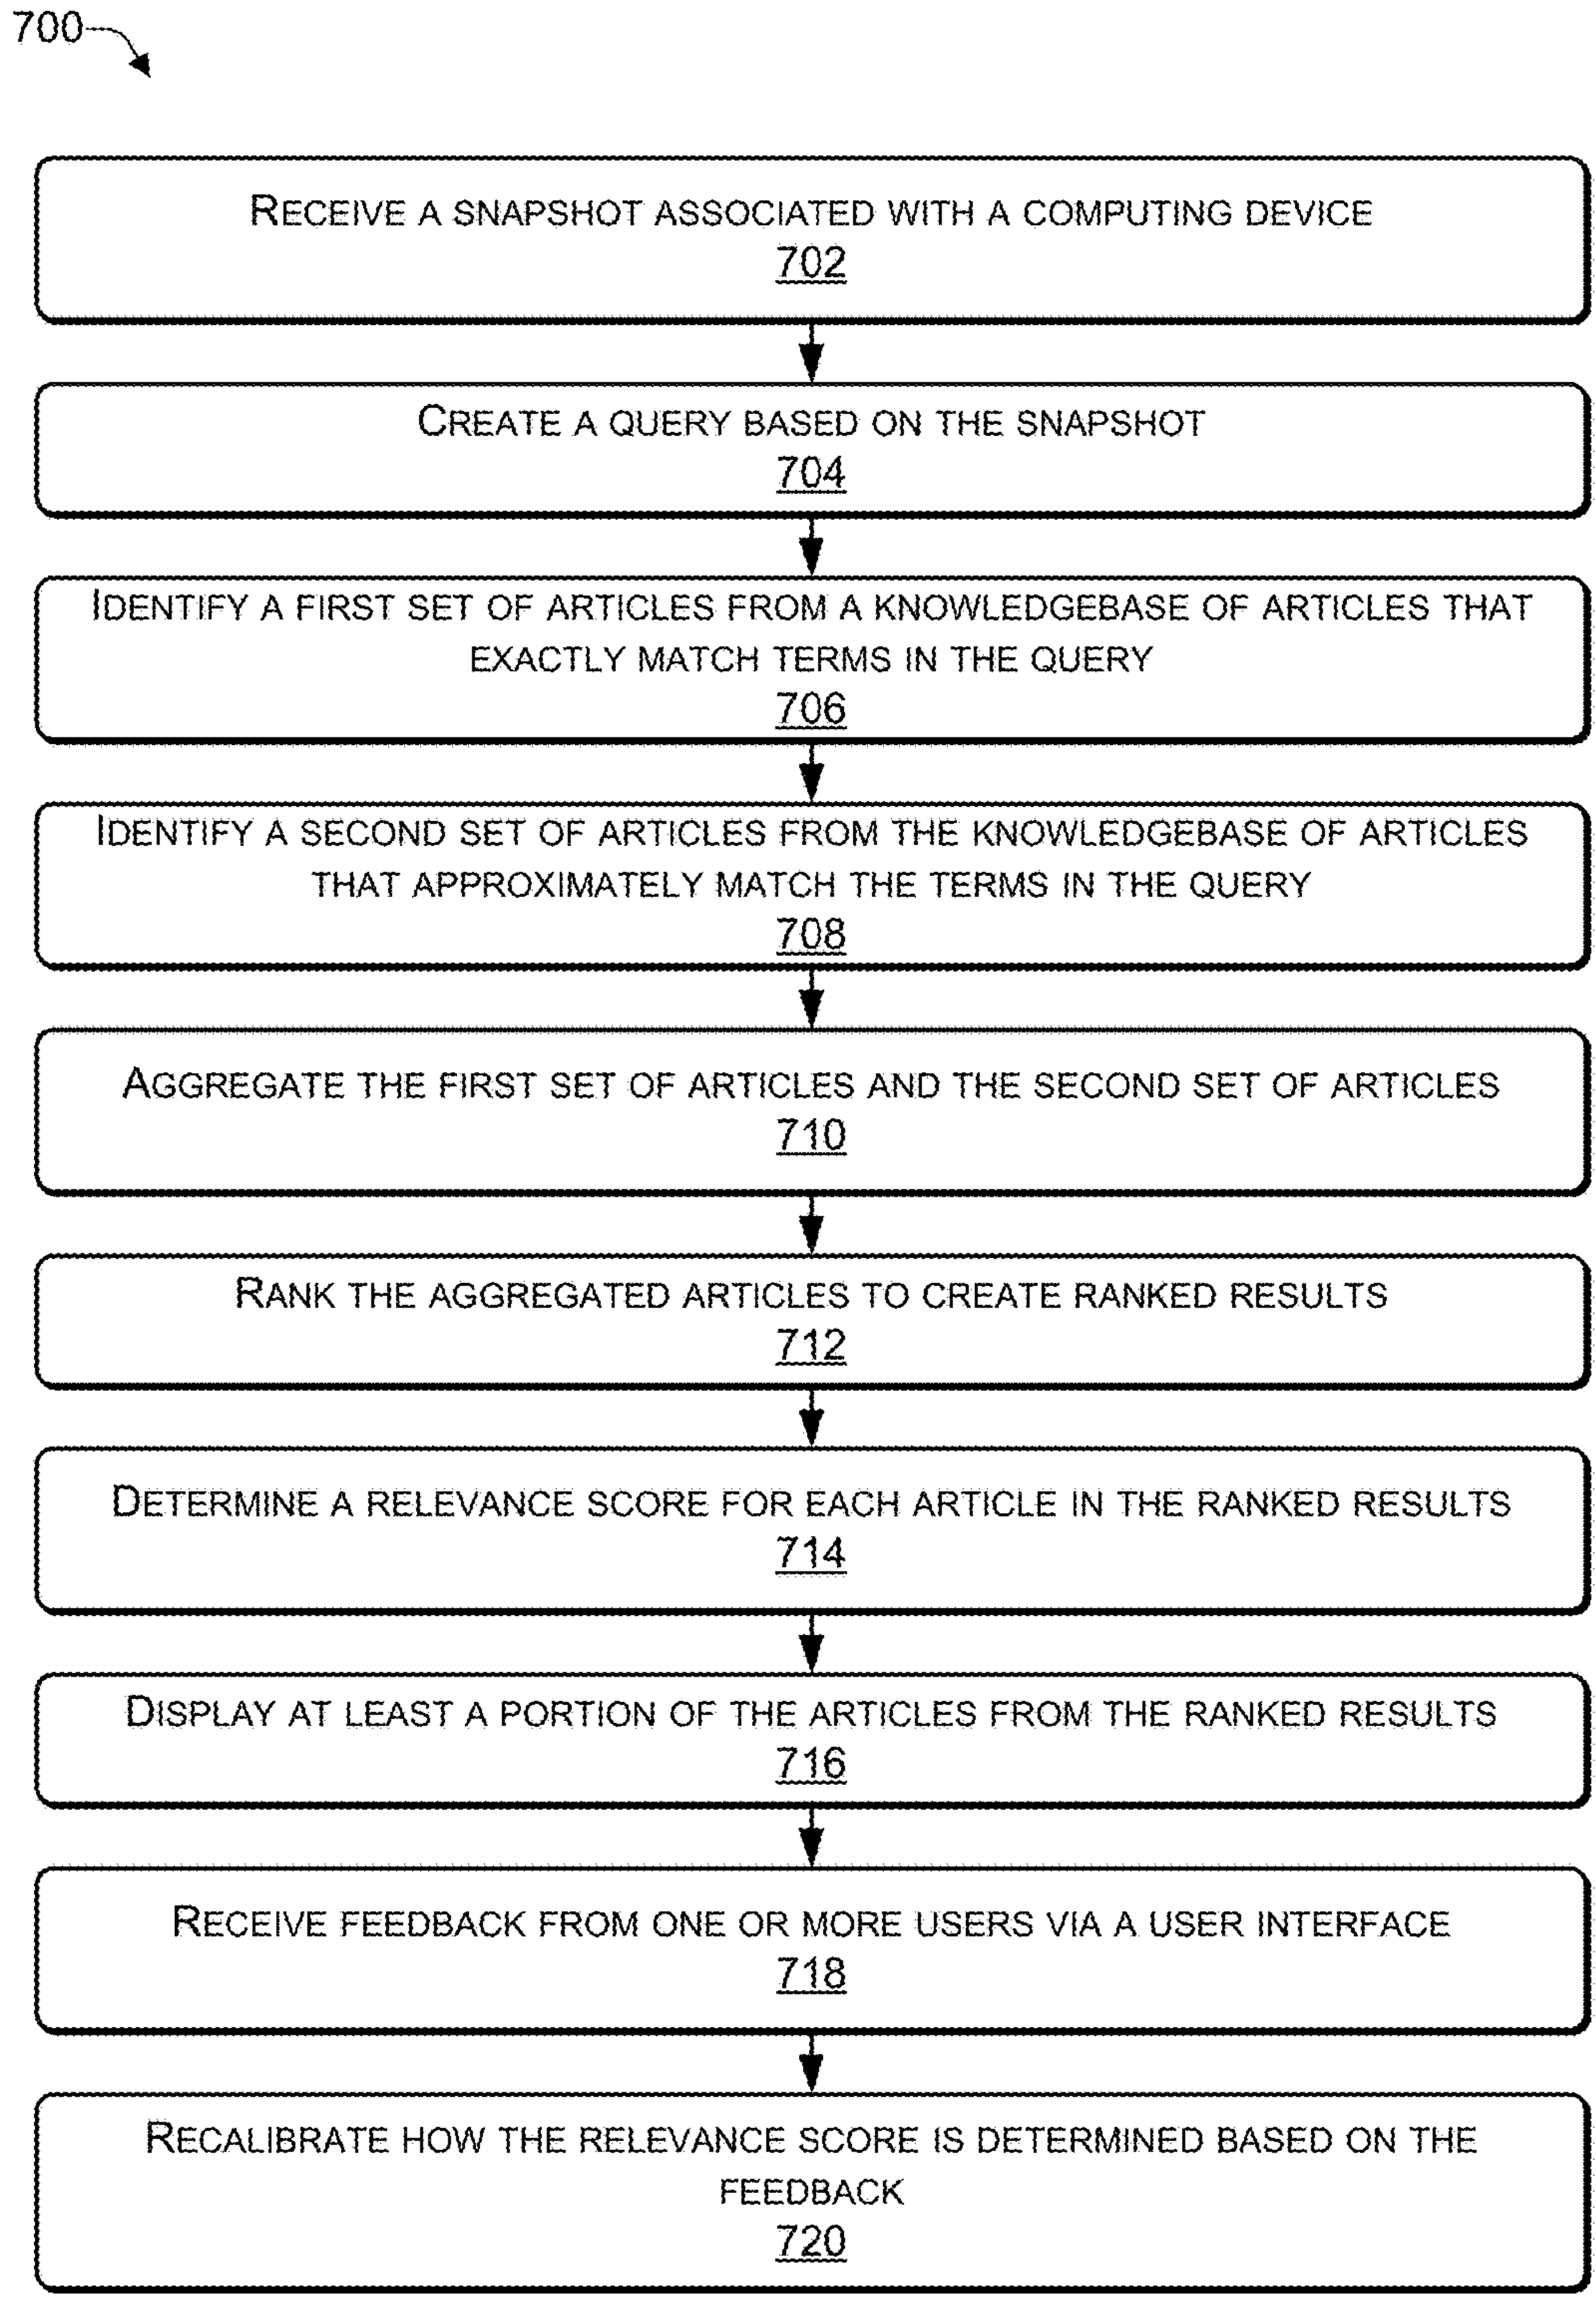 700
RECEIVE A SNAPSHOT ASSOCIATED WITH A COMPUTING DEVICE
702
CREATE A QUERY BASED ON THE SNAPSHOT
704
IDENTIFY A FIRST SET OF ARTICLES FROM A KNOWLEDGEBASE OF ARTICLES THAT
EXACTLY MATCH TERMS IN THE QUERY
706
IDENTIFY A SECOND SET OF ARTICLES FROM THE KNOWLEDGEBASE OF ARTICLES
THAT APPROXIMATELY MATCH THE TERMS IN THE QUERY
708
AGGREGATE THE FIRST SET OF ARTICLES AND THE SECOND SET OF ARTICLES
710
RANK THE AGGREGATED ARTICLES TO CREATE RANKED RESULTS
712
DETERMINE A RELEVANCE SCORE FOR EACH ARTICLE IN THE RANKED RESULTS
714
DISPLAY AT LEAST A PORTION OF THE ARTICLES FROM THE RANKED RESULTS
716
RECEIVE FEEDBACK FROM ONE OR MORE USERS VIA A USER INTERFACE
718
RECALIBRATE HOW THE RELEVANCE SCORE IS DETERMINED BASED ON THE
FEEDBACK
720